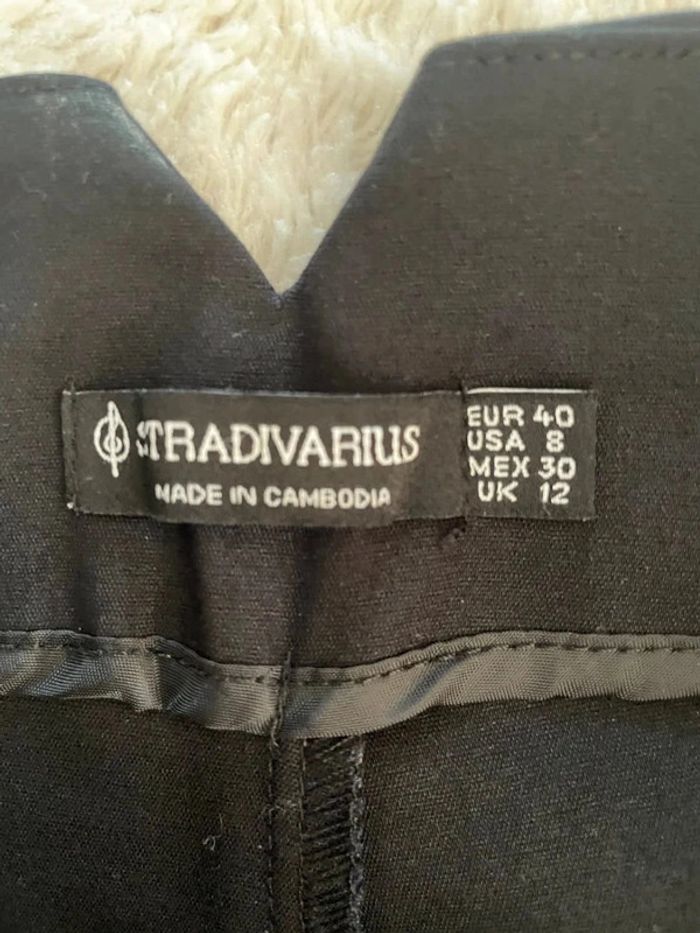 STRADIVARIUS
MADE IN CAMBODIA
EUR 40
USA 8
MEX 30
UK 12